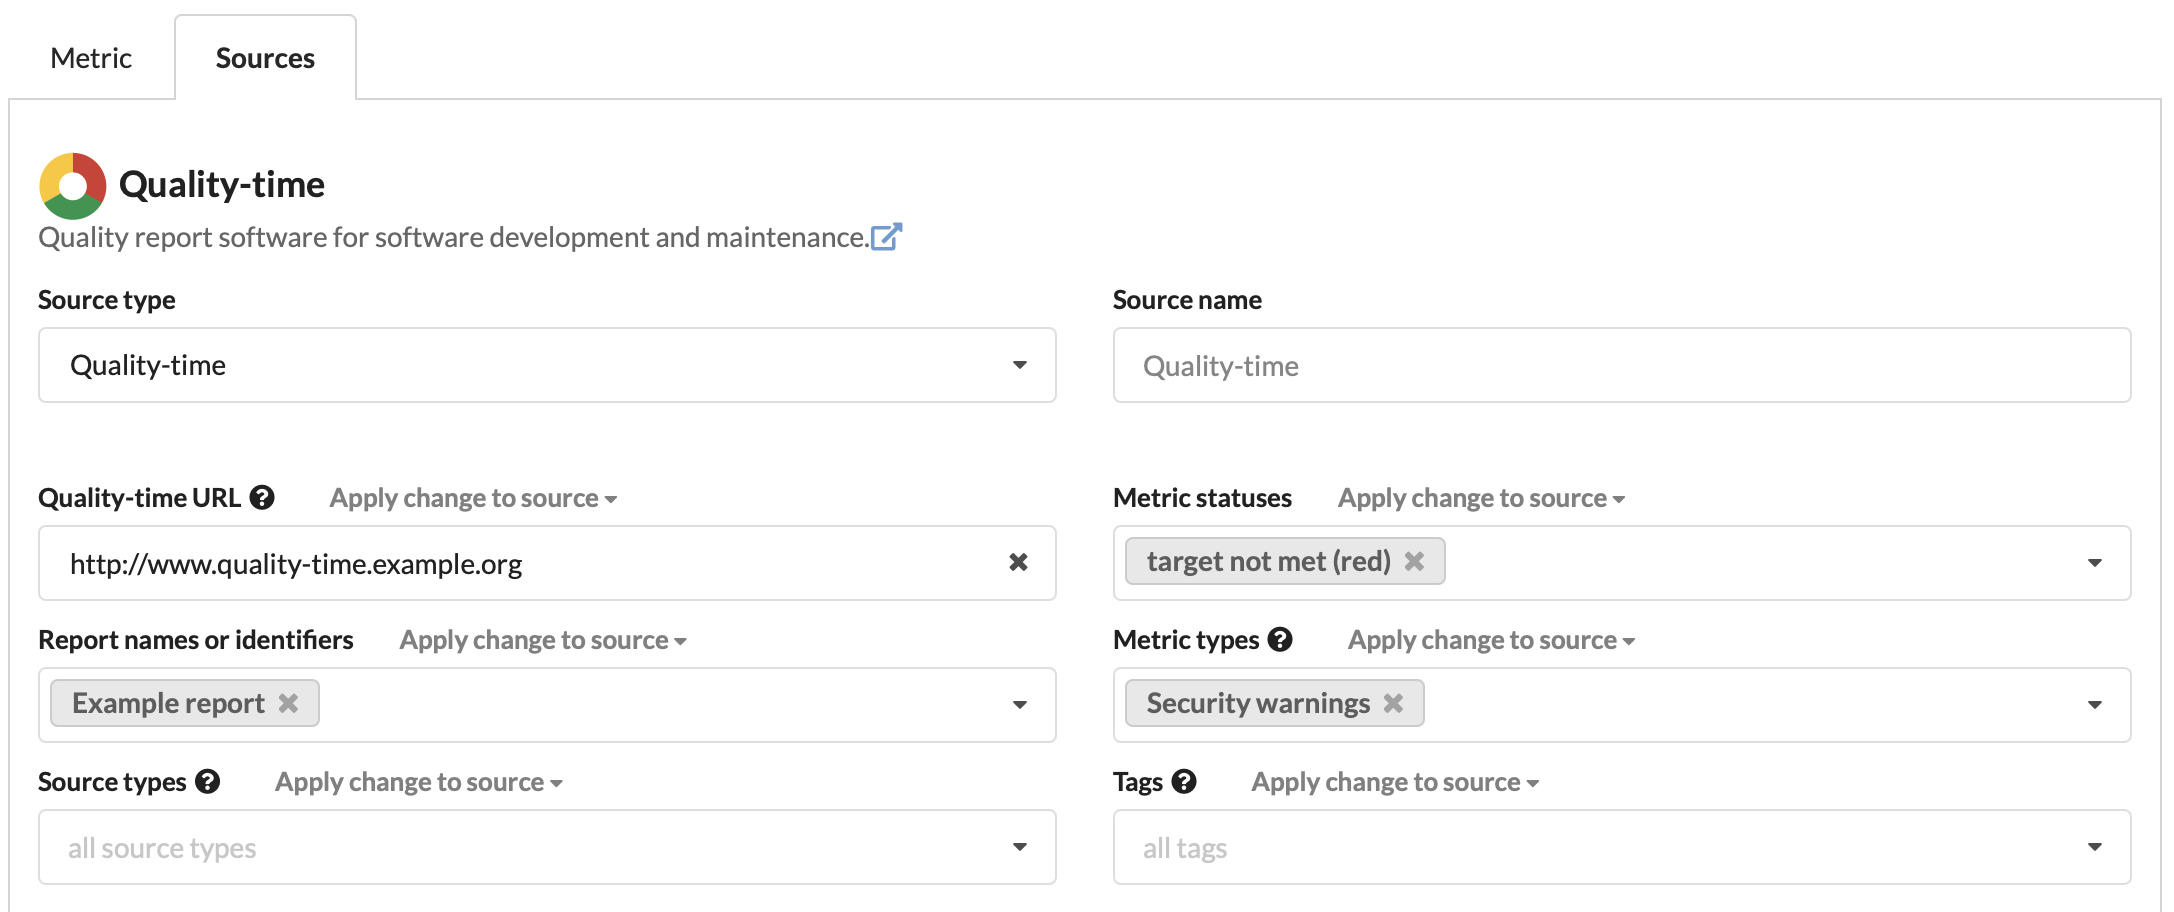 Metric
Sources
Quality-time
Quality report software for software development and maintenance.
Source type
Source name
Quality-time
Quality-time
Quality-time URL ? Apply change to source
Metric statuses Apply change to source
http://www.quality-time.example.org
target not met (red)
Report names or identifiers Apply change to source
Metric types ? Apply change to source
Example report
Security warnings
Source types ? Apply change to source
Tags ? Apply change to source
all source types
all tags